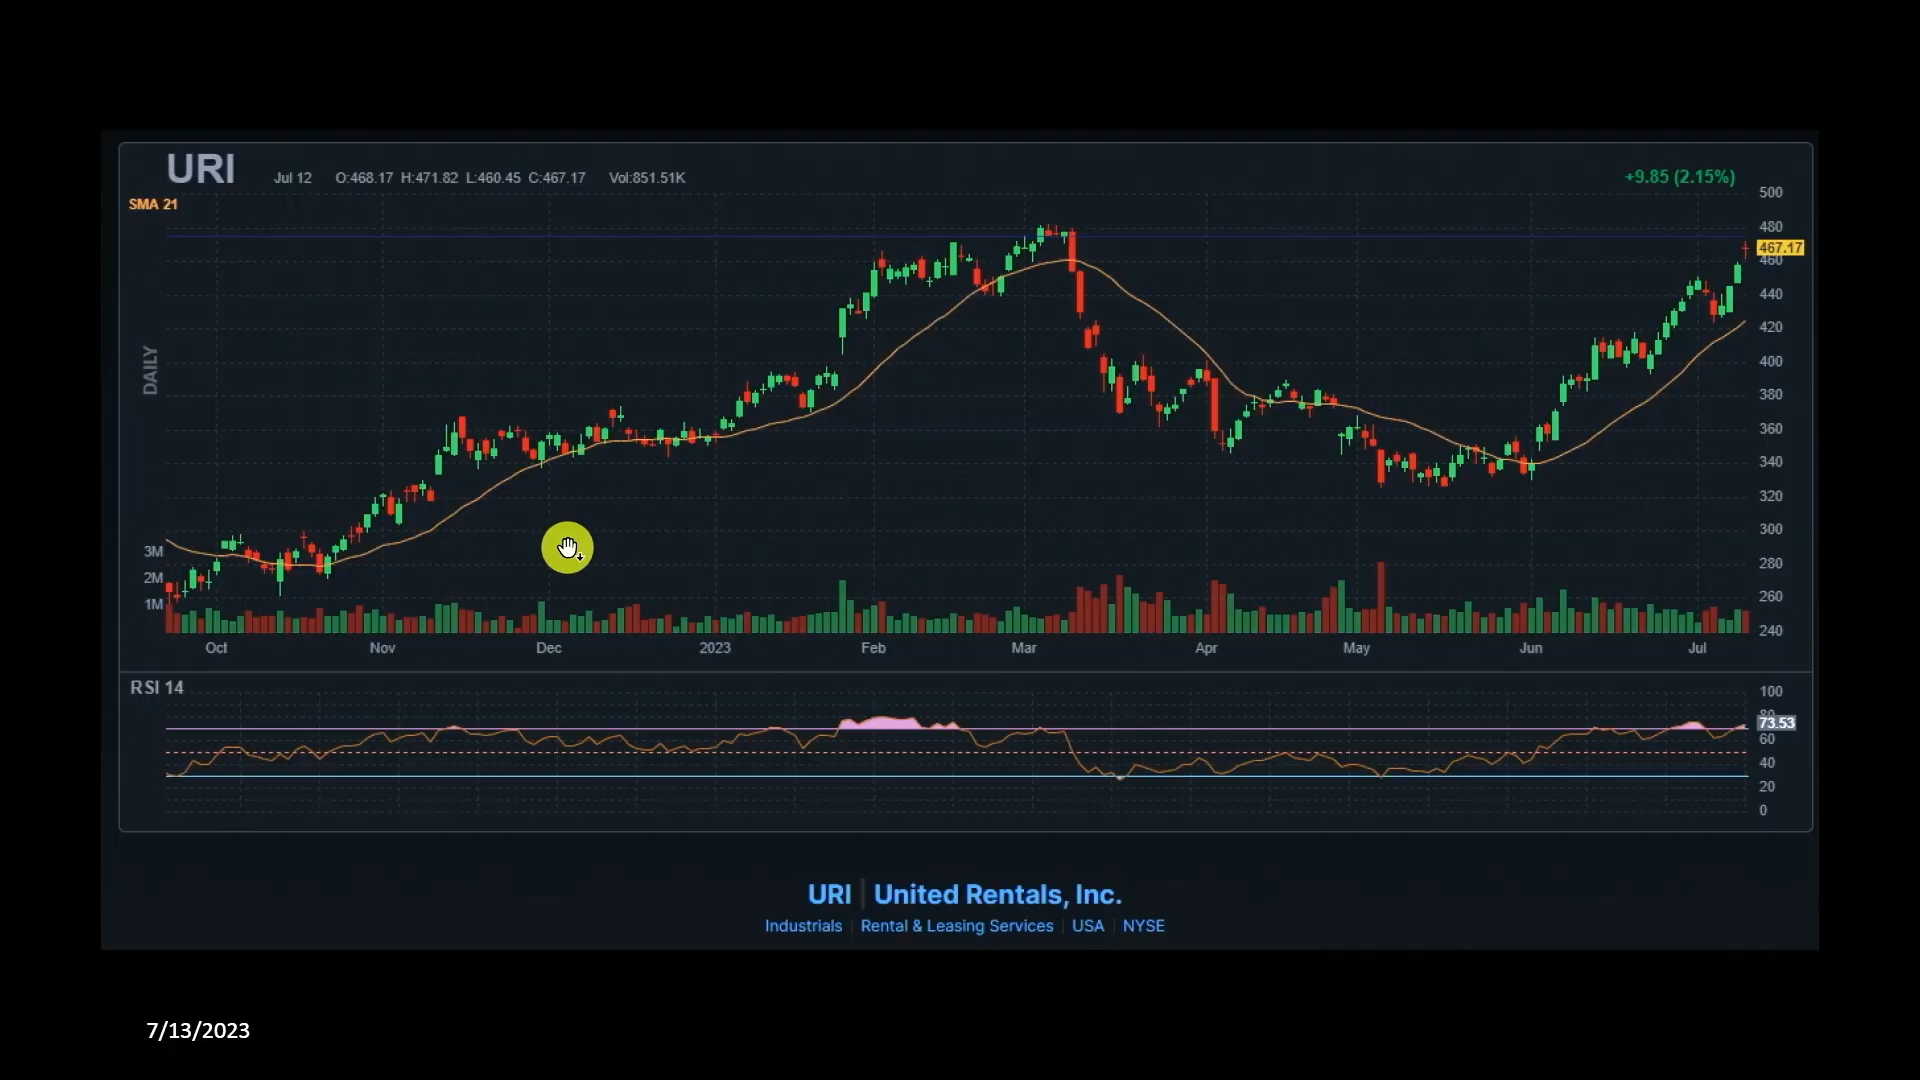 URI Jul 12 O:468.17 H:471.82 L:460.45 C:467.17 Vol:851.51K +9.85 (2.15%)
SMA 21
500
480
467.17
460
440
420
400
380
360
340
320
300
280
260
240
DAILY
3M
2M
1M
Oct Nov Dec 2023 Feb Mar Apr May Jun Jul
RSI 14
100
80
73.53
60
40
20
0
URI United Rentals, Inc.
Industrials Rental & Leasing Services USA NYSE
7/13/2023